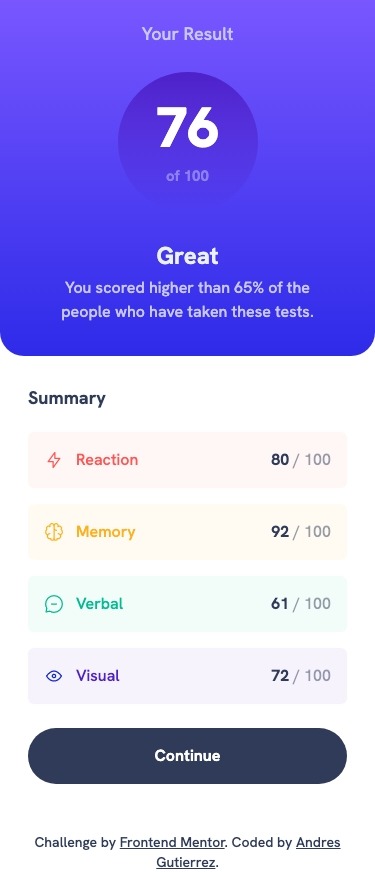 Your Result
76
of 100
Great
You scored higher than 65% of the
people who have taken these tests.
Summary
Reaction 80 / 100
Memory 92 / 100
Verbal 61 / 100
Visual 72 / 100
Continue
Challenge by Frontend Mentor. Coded by Andres
Gutierrez.